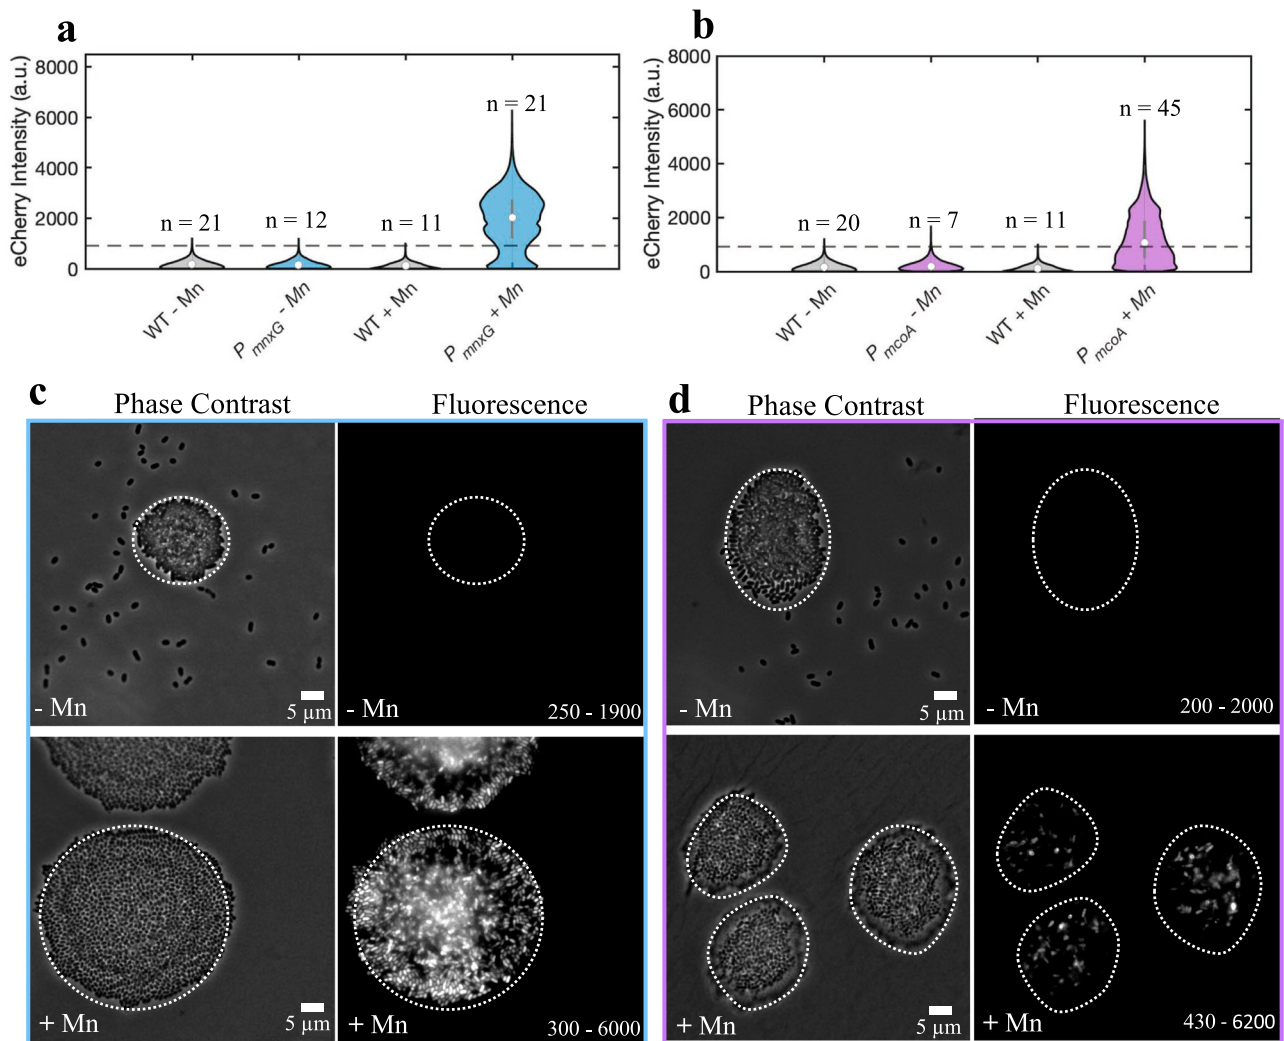 a
eCherry Intensity (a.u.)
8000
6000
4000
2000
0
n = 21
n = 12
n = 11
n = 21
WT - Mn
P mnxG - Mn
WT + Mn
P mnxG + Mn
b
eCherry Intensity (a.u.)
8000
6000
4000
2000
0
n = 20
n = 7
n = 11
n = 45
WT - Mn
P mcoA - Mn
WT + Mn
P mcoA + Mn
c
Phase Contrast
Fluorescence
- Mn
5 µm
- Mn
250 - 1900
+ Mn
5 µm
+ Mn
300 - 6000
d
Phase Contrast
Fluorescence
- Mn
5 µm
- Mn
200 - 2000
+ Mn
5 µm
+ Mn
430 - 6200